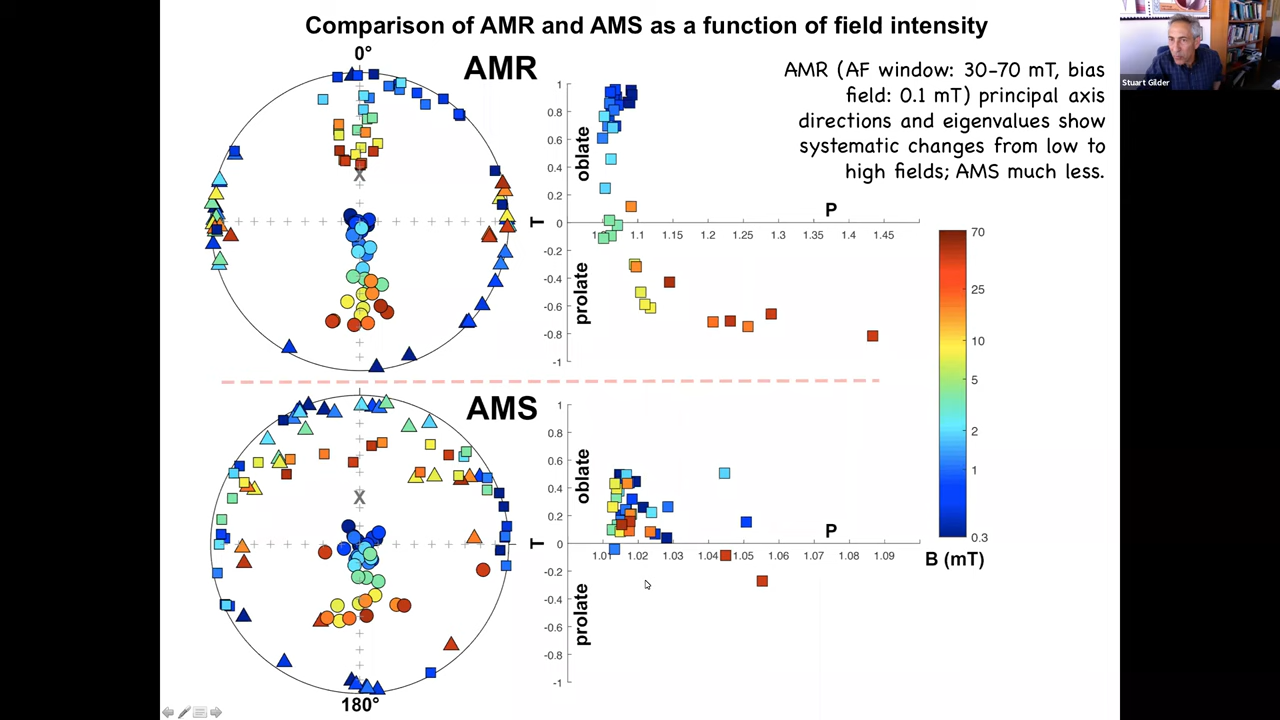 Comparison of AMR and AMS as a function of field intensity
Stuart Gilder
0°
AMR
AMR (AF window: 30–70 mT, bias
field: 0.1 mT) principal axis
directions and eigenvalues show
systematic changes from low to
high fields; AMS much less.
X
T
oblate
prolate
1
0.8
0.6
0.4
0.2
0
-0.2
-0.4
-0.6
-0.8
-1
P
1.1 1.15 1.2 1.25 1.3 1.35 1.4 1.45
70
25
10
5
2
1
0.3
B (mT)
AMS
X
180°
T
oblate
prolate
1
0.8
0.6
0.4
0.2
0
-0.2
-0.4
-0.6
-0.8
-1
P
1.01 1.02 1.03 1.04 1.05 1.06 1.07 1.08 1.09